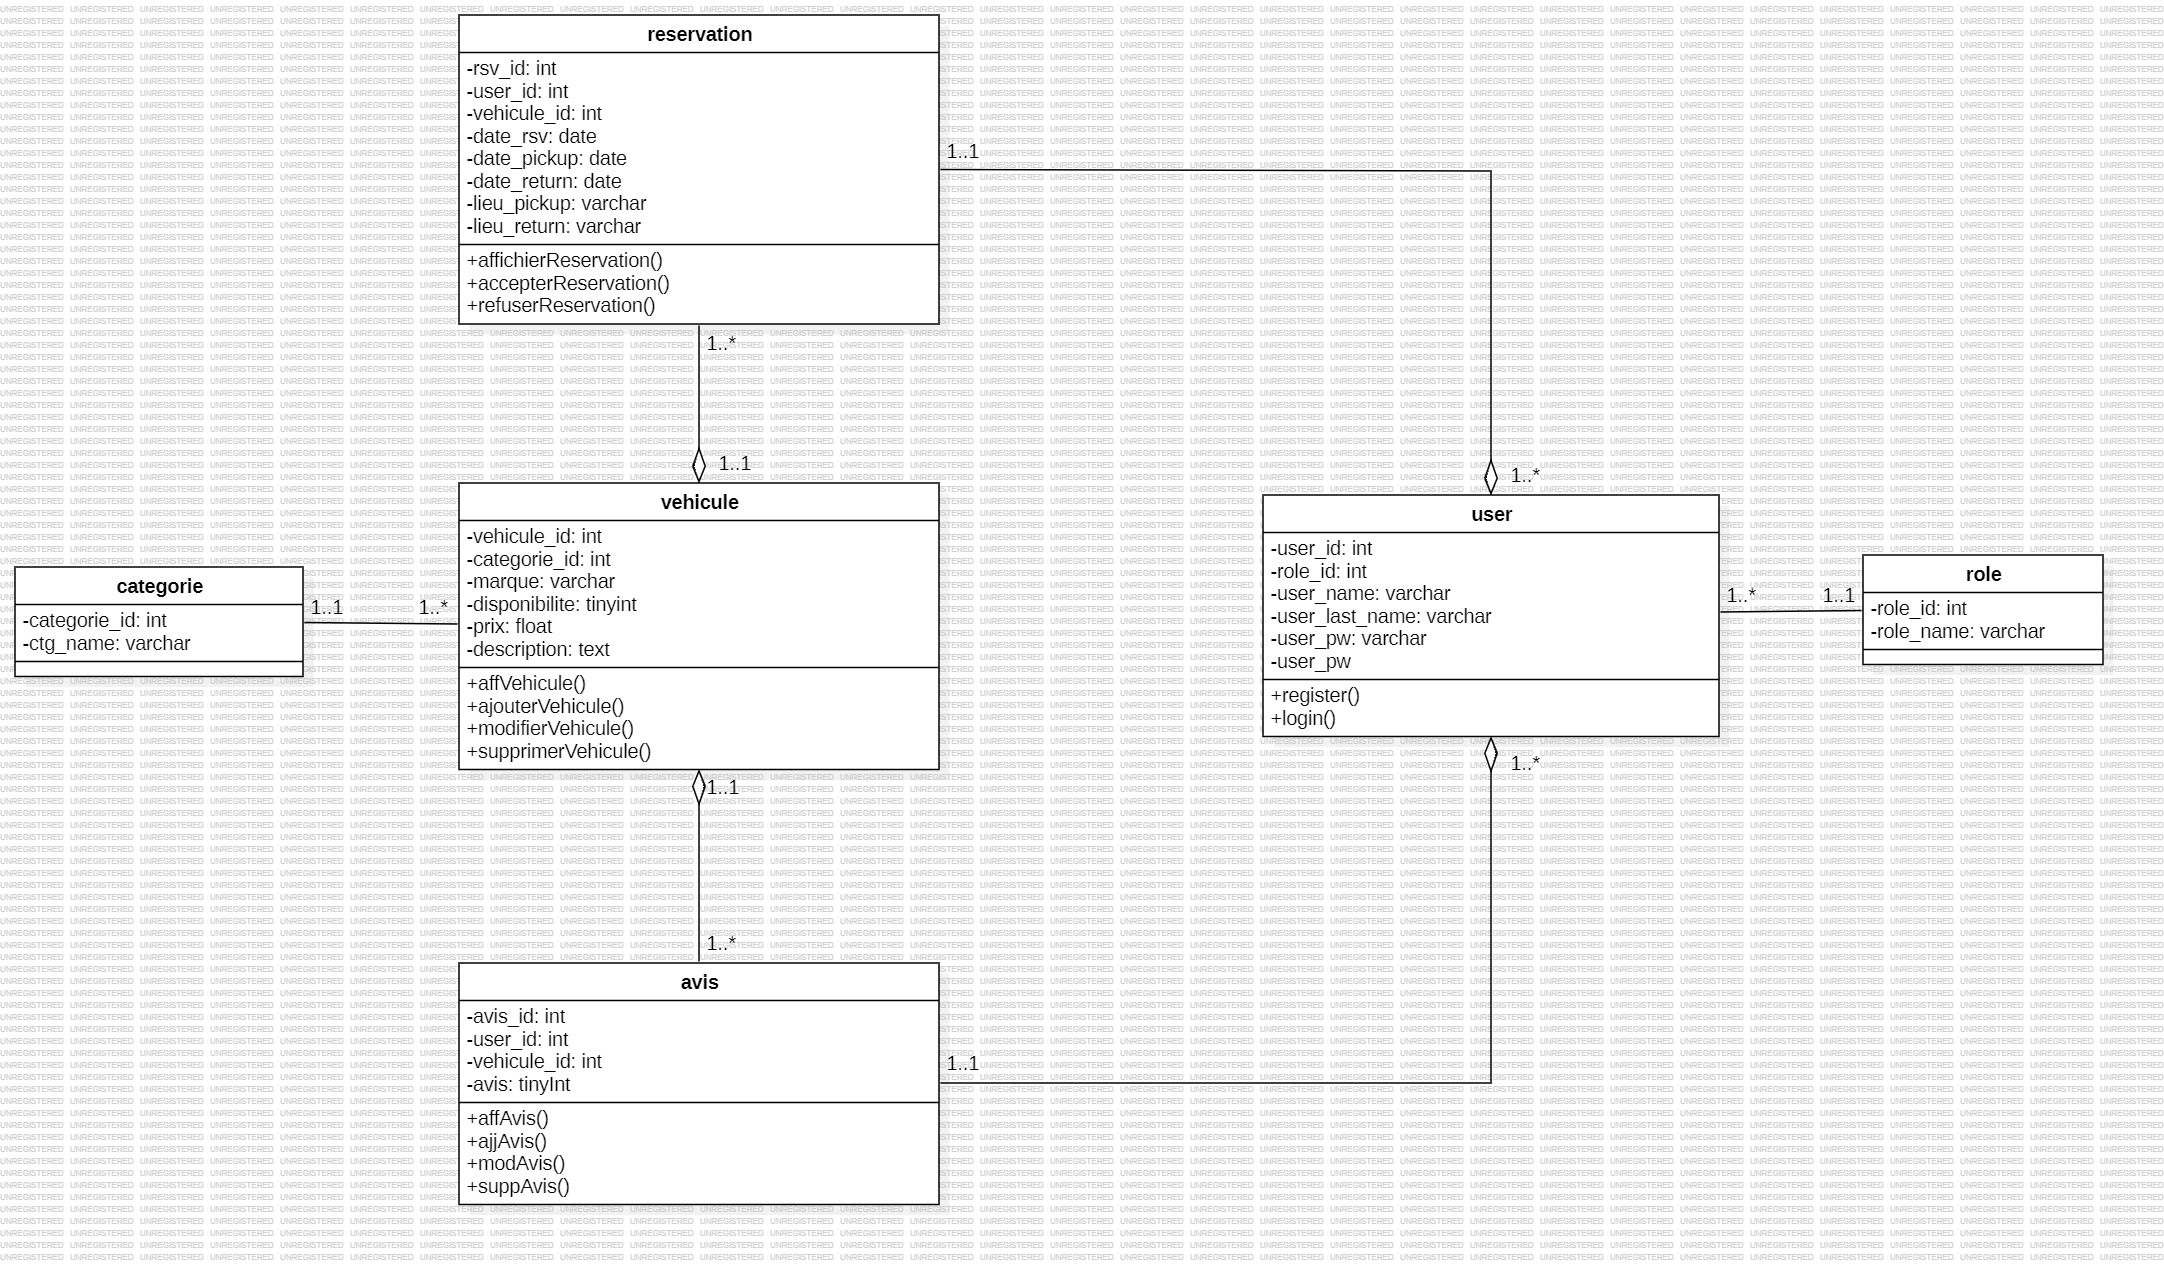 reservation
-rsv_id: int
-user_id: int
-vehicule_id: int
-date_rsv: date
-date_pickup: date
-date_return: date
-lieu_pickup: varchar
-lieu_return: varchar
+affichierReservation()
+accepterReservation()
+refuserReservation()
1..1
1..*
1..1
1..*
vehicule
-vehicule_id: int
-categorie_id: int
-marque: varchar
-disponibilite: tinyint
-prix: float
-description: text
+affVehicule()
+ajouterVehicule()
+modifierVehicule()
+supprimerVehicule()
categorie
-categorie_id: int
-ctg_name: varchar
1..1
1..*
user
-user_id: int
-role_id: int
-user_name: varchar
-user_last_name: varchar
-user_pw: varchar
-user_pw
+register()
+login()
1..*
1..1
role
-role_id: int
-role_name: varchar
1..1
1..*
1..*
avis
-avis_id: int
-user_id: int
-vehicule_id: int
-avis: tinyInt
+affAvis()
+ajjAvis()
+modAvis()
+suppAvis()
1..1
UNREGISTERED